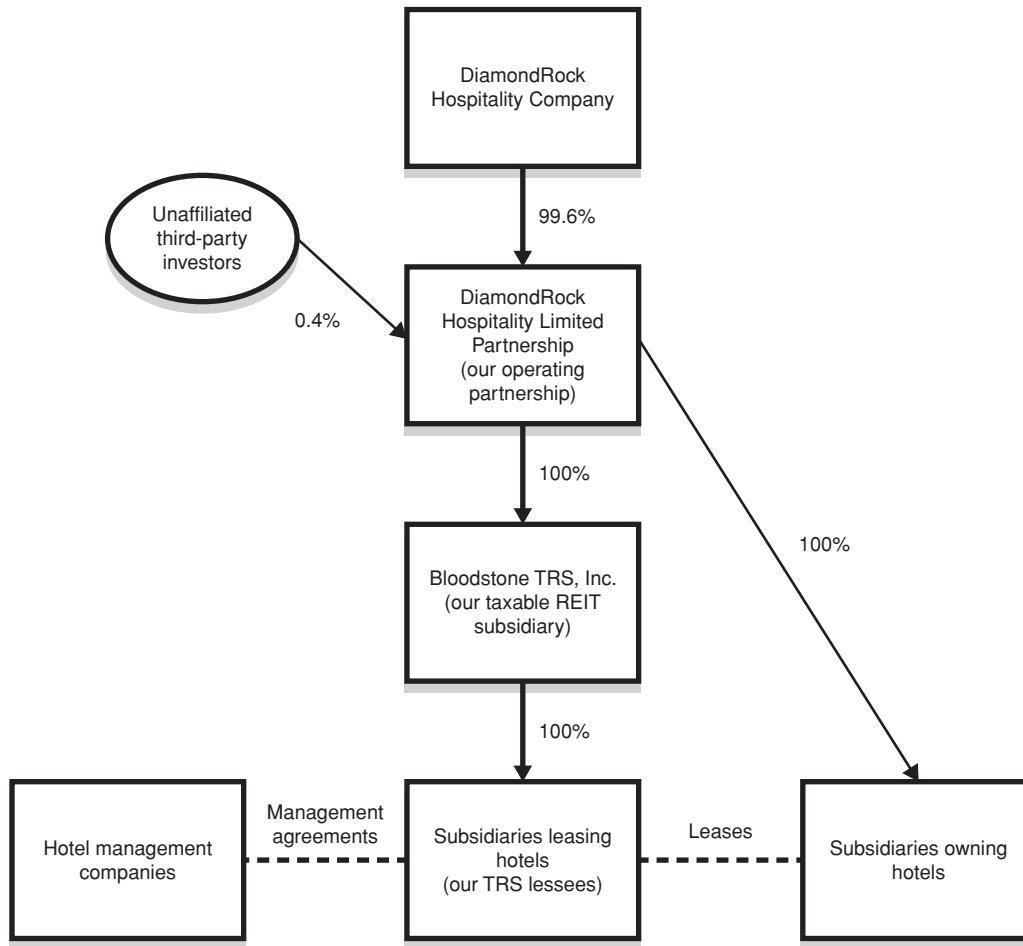 DiamondRock
Hospitality Company
99.6%
Unaffiliated
third-party
investors
0.4%
DiamondRock
Hospitality Limited
Partnership
(our operating
partnership)
100%
100%
Bloodstone TRS, Inc.
(our taxable REIT
subsidiary)
100%
Hotel management
companies
Management
agreements
Subsidiaries leasing
hotels
(our TRS lessees)
Leases
Subsidiaries owning
hotels